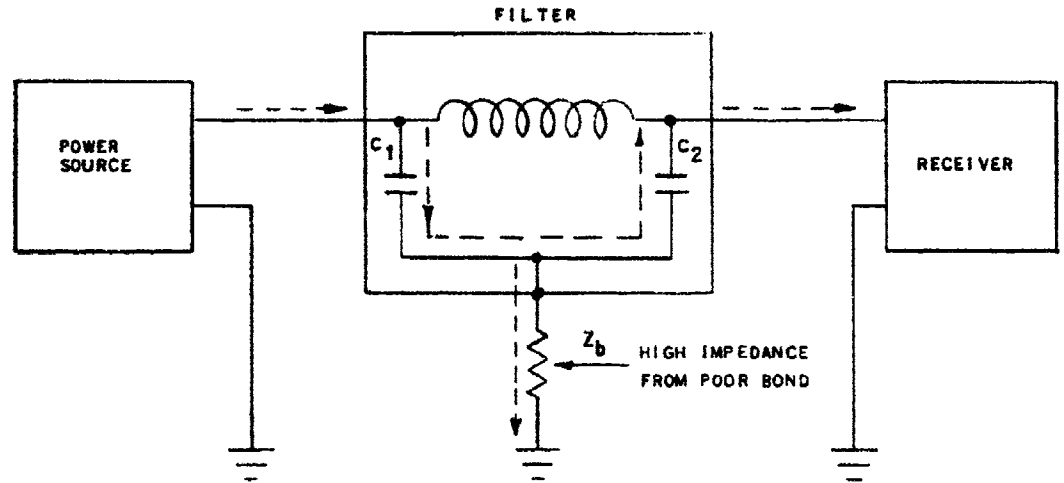 FILTER
POWER
SOURCE
C1
C2
RECEIVER
Zb
HIGH IMPEDANCE
FROM POOR BOND